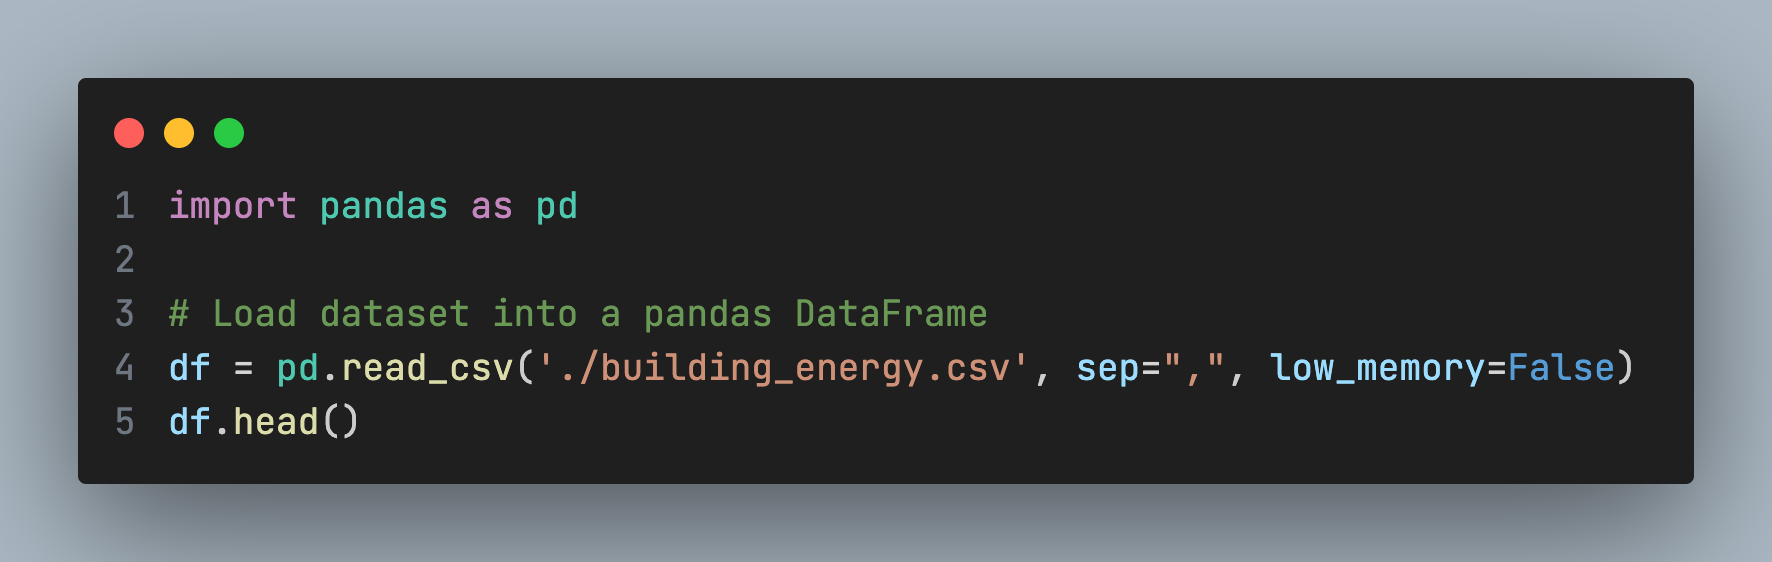 1 import pandas as pd
2
3 # Load dataset into a pandas DataFrame
4 df = pd.read_csv('./building_energy.csv', sep=",", low_memory=False)
5 df.head()